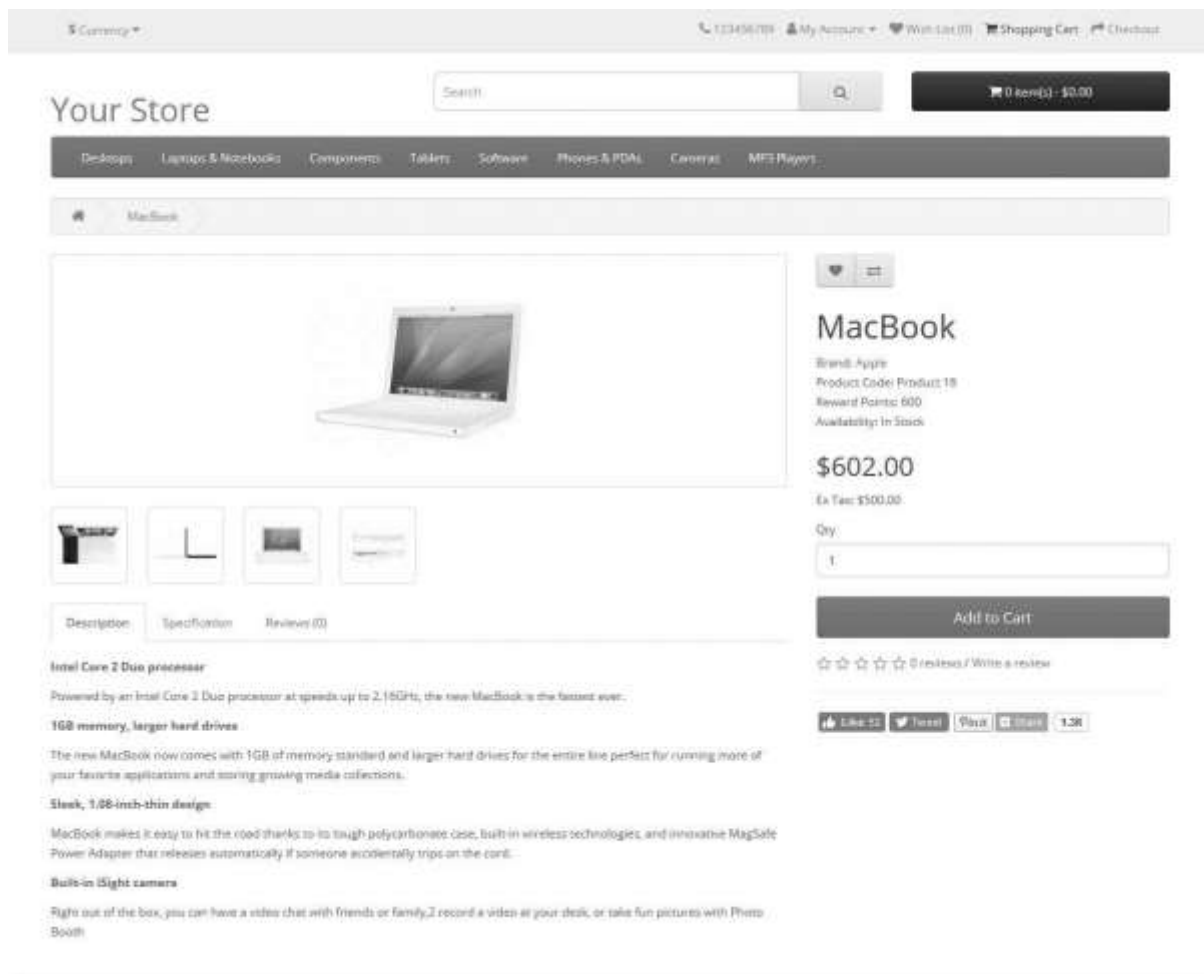 $ Currency
123456789 My Account Wish List (0) Shopping Cart Checkout
Your Store
Search
0 item(s) - $0.00
Desktops Laptops & Notebooks Components Tablets Software Phones & PDAs Cameras MP3 Players
MacBook
MacBook
Brand: Apple
Product Code: Product 18
Reward Points: 600
Availability: In Stock
$602.00
Ex Tax: $500.00
Qty
1
Add to Cart
0 reviews / Write a review
Like 52 Tweet Pin it Share 1.3K
Description Specification Reviews (0)
Intel Core 2 Duo processor
Powered by an Intel Core 2 Duo processor at speeds up to 2.16GHz, the new MacBook is the fastest ever.
1GB memory, larger hard drives
The new MacBook now comes with 1GB of memory standard and larger hard drives for the entire line perfect for running more of
your favorite applications and storing growing media collections.
Sleek, 1.08-inch-thin design
MacBook makes it easy to hit the road thanks to its tough polycarbonate case, built-in wireless technologies, and innovative MagSafe
Power Adapter that releases automatically if someone accidentally trips on the cord.
Built-in iSight camera
Right out of the box, you can have a video chat with friends or family,2 record a video at your desk, or take fun pictures with Photo
Booth